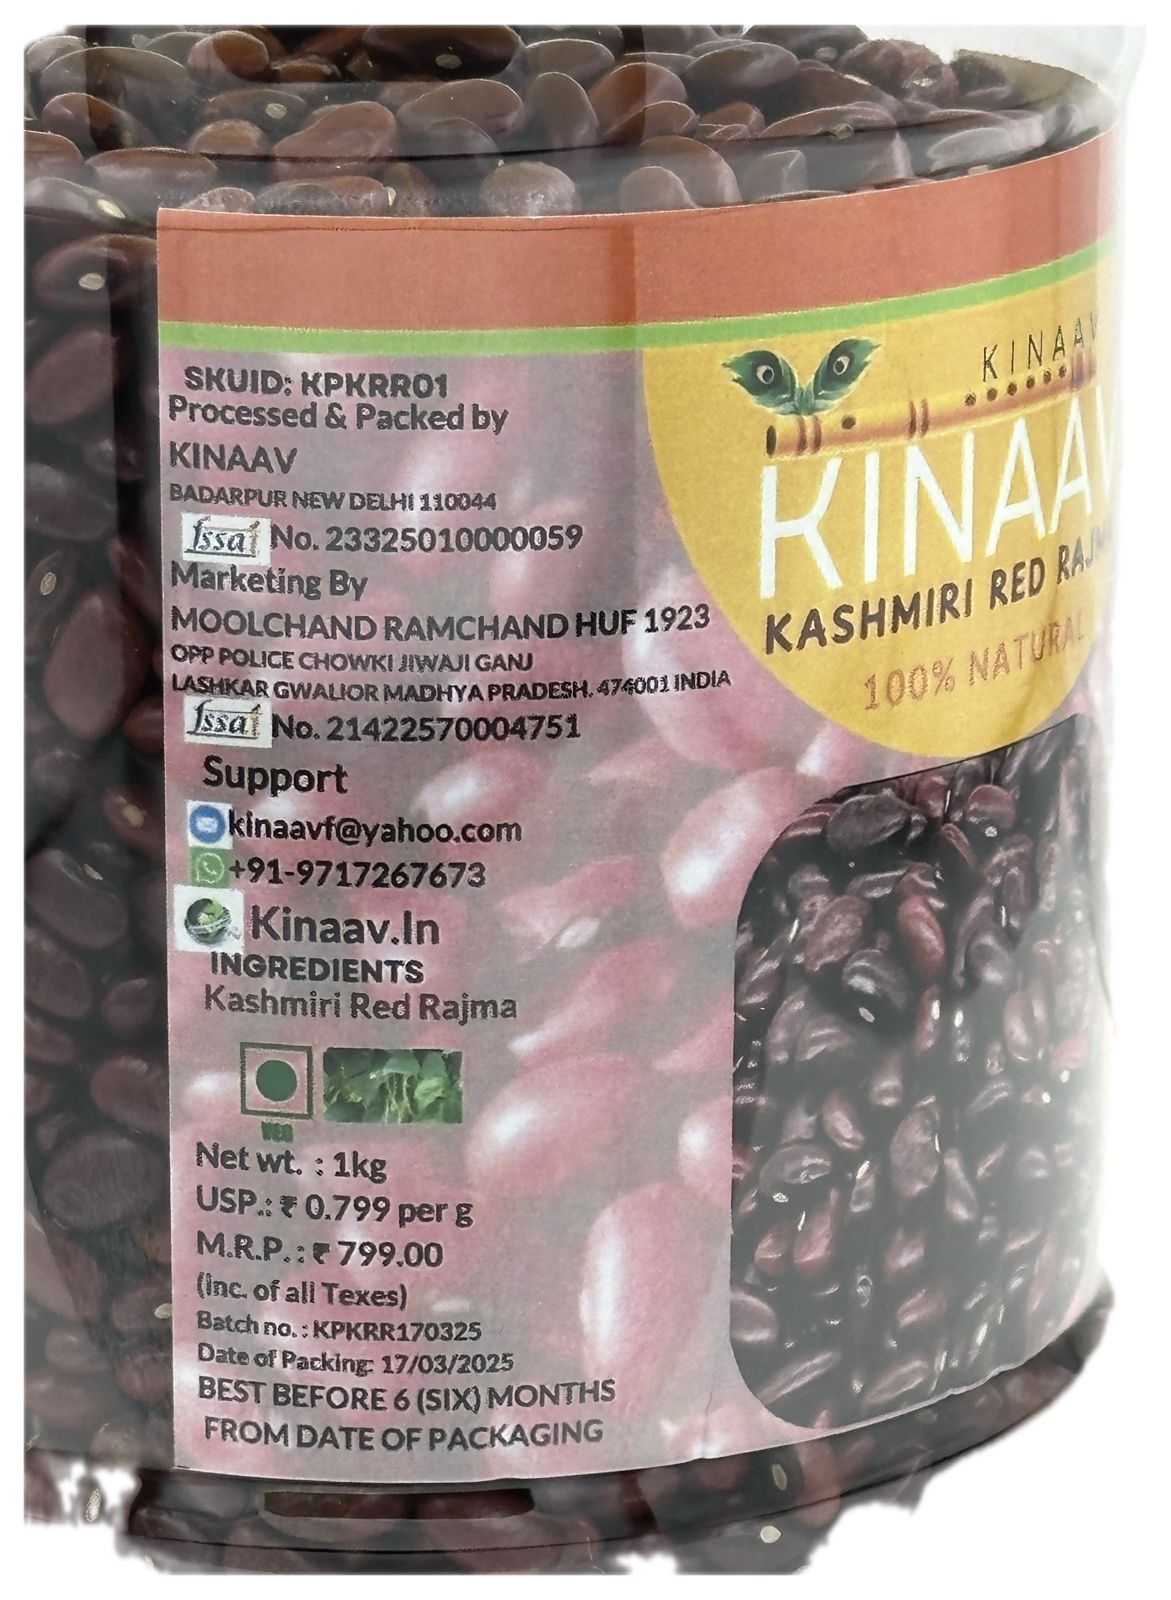 SKUID: KPKRR01
Processed & Packed by
KINAAV
BADARPUR NEW DELHI 110044
fssai No. 23325010000059
Marketing By
MOOLCHAND RAMCHAND HUF 1923
OPP POLICE CHOWKI JIWAJI GANJ
LASHKAR GWALIOR MADHYA PRADESH. 474001 INDIA
fssai No. 21422570004751
Support
kinaavf@yahoo.com
+91-9717267673
Kinaav.In
INGREDIENTS
Kashmiri Red Rajma
VEG
Net wt. : 1kg
USP.: ₹ 0.799 per g
M.R.P. : ₹ 799.00
(Inc. of all Texes)
Batch no. : KPKRR170325
Date of Packing: 17/03/2025
BEST BEFORE 6 (SIX) MONTHS
FROM DATE OF PACKAGING
KINAAV
KINAAV
KASHMIRI RED RAJMA
100% NATURAL